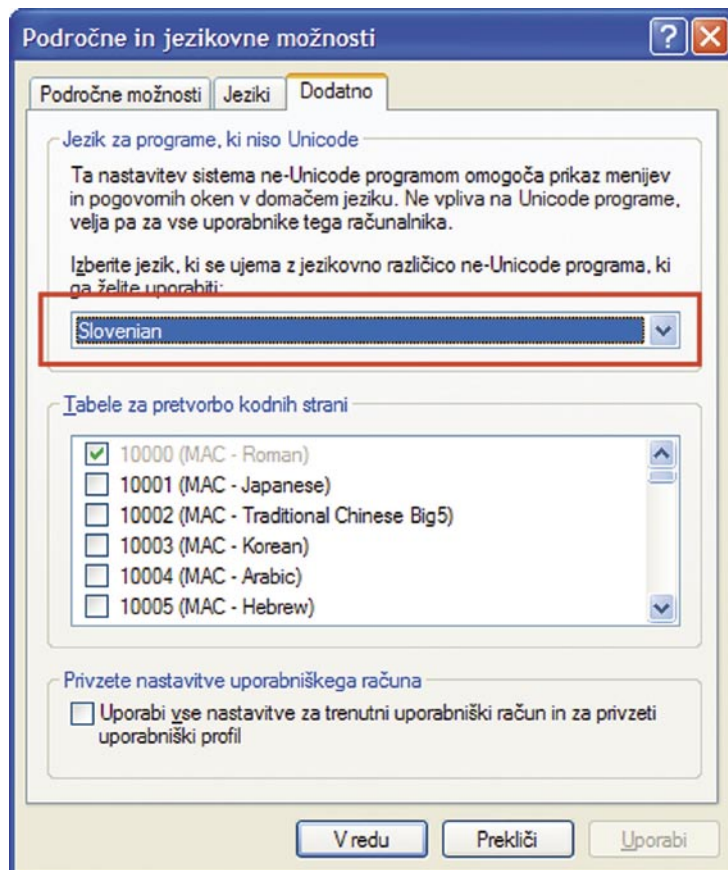 Področne in jezikovne možnosti
Področne možnosti
Jeziki
Dodatno
Jezik za programe, ki niso Unicode
Ta nastavitev sistema ne-Unicode programom omogoča prikaz menijev
in pogovornih oken v domačem jeziku. Ne vpliva na Unicode programe,
velja pa za vse uporabnike tega računalnika.
Izberite jezik, ki se ujema z jezikovno različico ne-Unicode programa, ki
ga želite uporabiti:
Slovenian
Tabele za pretvorbo kodnih strani
10000 (MAC - Roman)
10001 (MAC - Japanese)
10002 (MAC - Traditional Chinese Big5)
10003 (MAC - Korean)
10004 (MAC - Arabic)
10005 (MAC - Hebrew)
Privzete nastavitve uporabniškega računa
Uporabi vse nastavitve za trenutni uporabniški račun in za privzeti
uporabniški profil
V redu
Prekliči
Uporabi